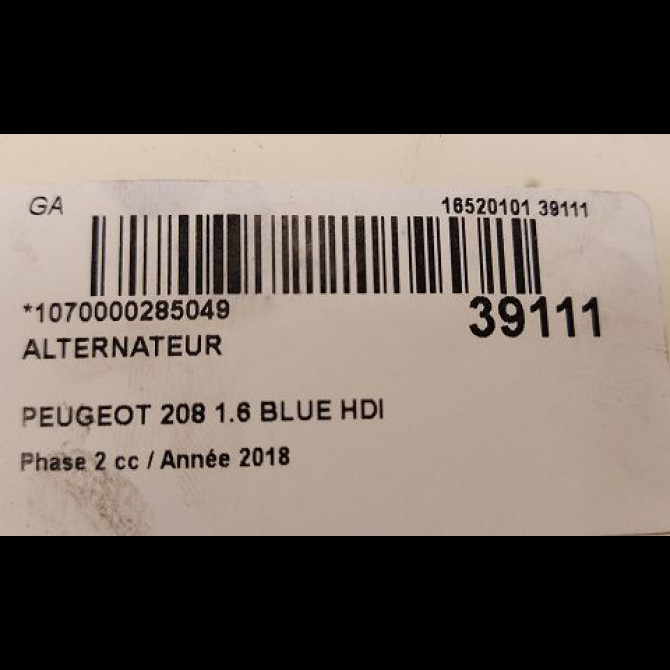 GA 16520101 39111
*1070000285049 39111
ALTERNATEUR
PEUGEOT 208 1.6 BLUE HDI
Phase 2 cc / Année 2018